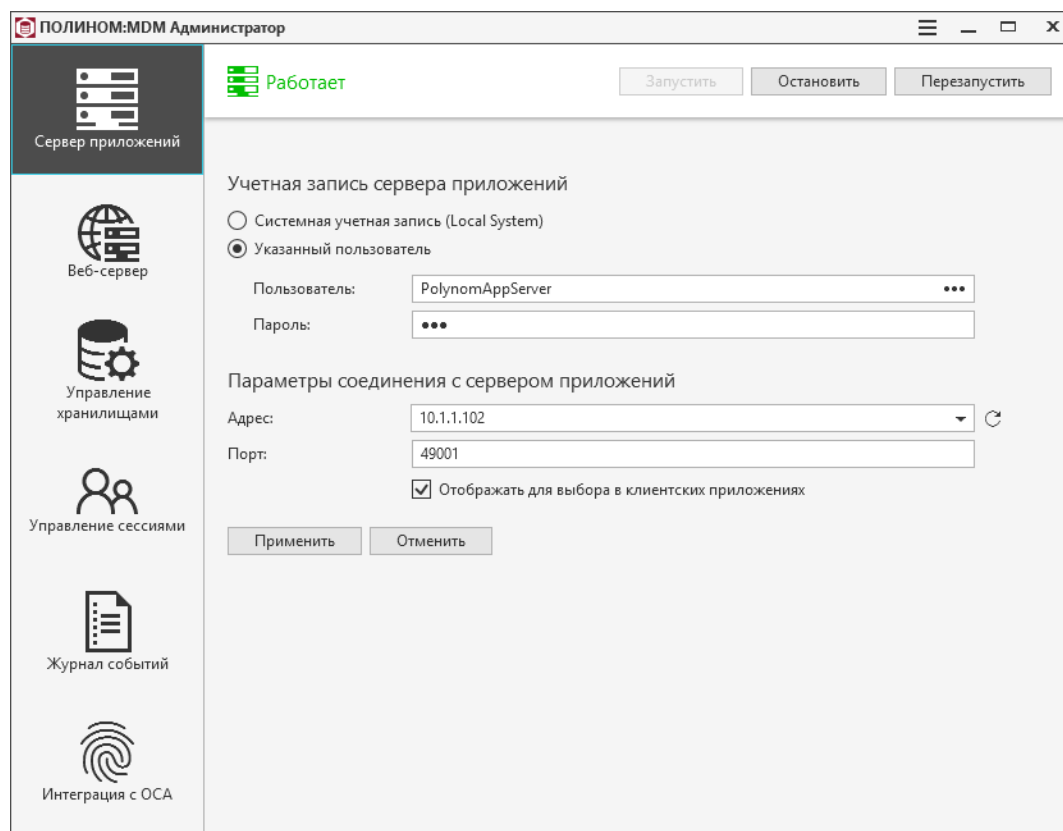 ПОЛИНОМ:MDM Администратор
Сервер приложений
Веб-сервер
Управление
хранилищами
Управление сессиями
Журнал событий
Интеграция с ОСА
Работает
Запустить
Остановить
Перезапустить
Учетная запись сервера приложений
Системная учетная запись (Local System)
Указанный пользователь
Пользователь: PolynomAppServer •••
Пароль: •••
Параметры соединения с сервером приложений
Адрес: 10.1.1.102
Порт: 49001
Отображать для выбора в клиентских приложениях
Применить
Отменить